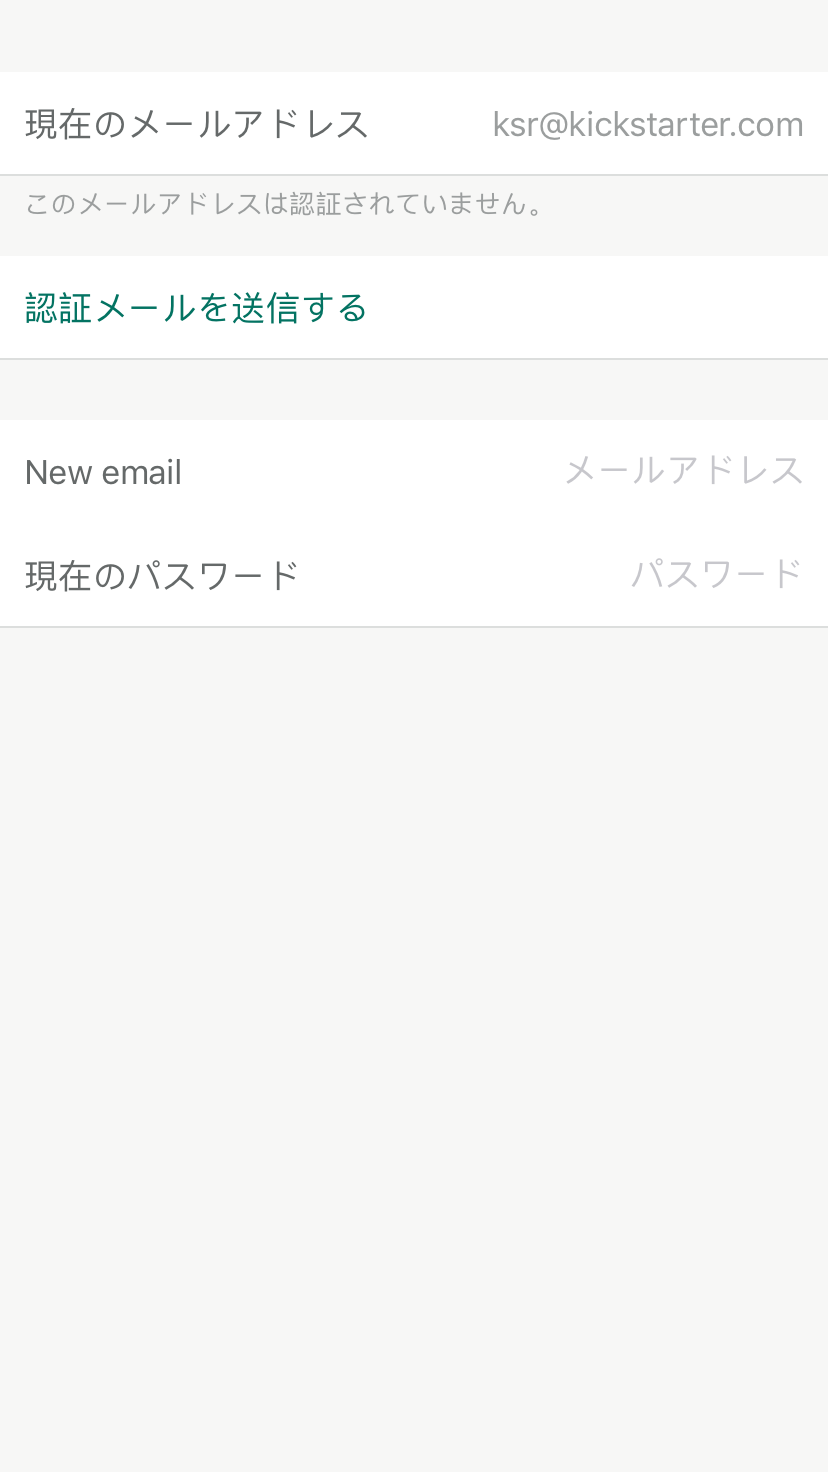 現在のメールアドレス ksr@kickstarter.com
このメールアドレスは認証されていません。
認証メールを送信する
New email メールアドレス
現在のパスワード パスワード